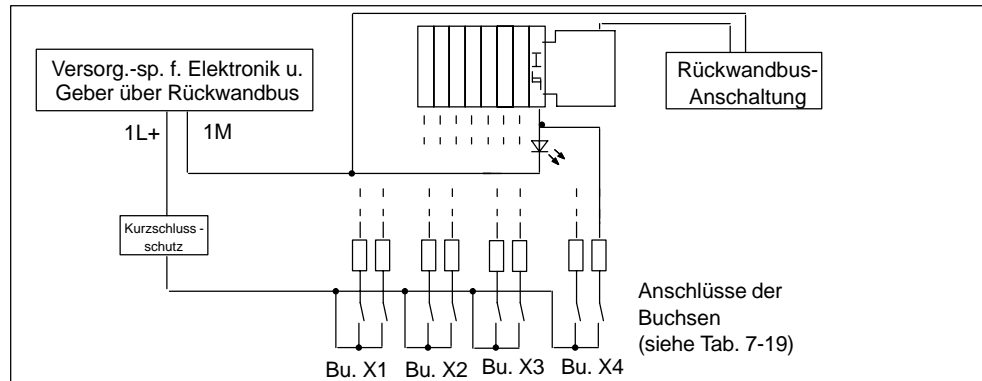 Versorg.-sp. f. Elektronik u.
Geber über Rückwandbus
Rückwandbus-
Anschaltung
1L+
1M
Kurzschluss -
schutz
Anschlüsse der
Buchsen
(siehe Tab. 7-19)
Bu. X1
Bu. X2
Bu. X3
Bu. X4